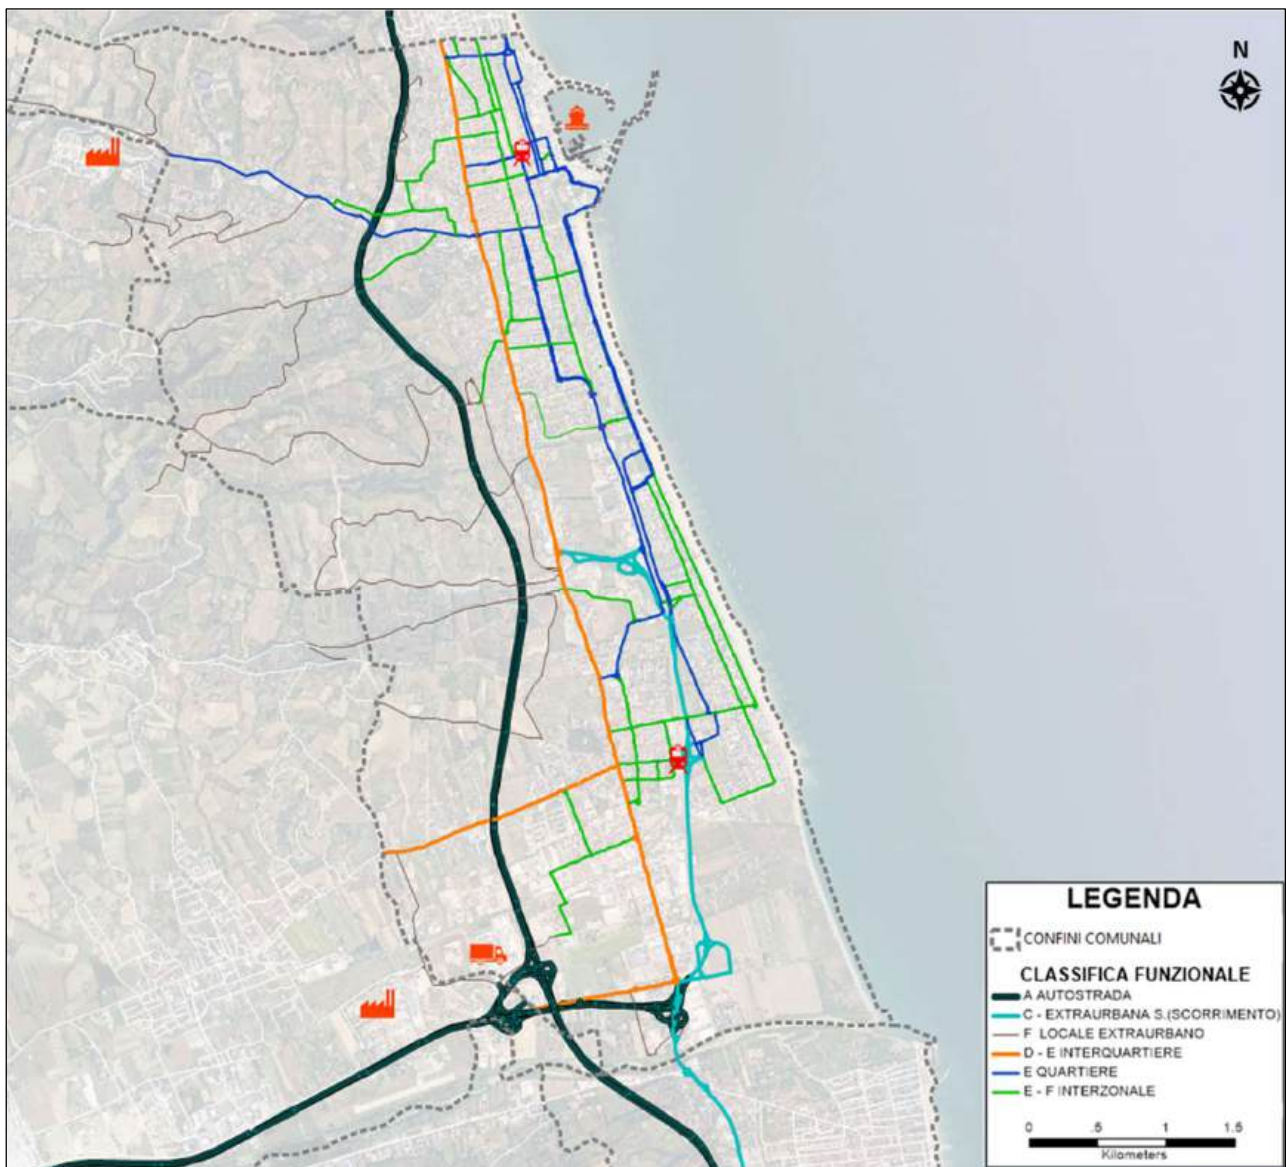 N
LEGENDA
CONFINI COMUNALI
CLASSIFICA FUNZIONALE
A AUTOSTRADA
C - EXTRAURBANA S.(SCORRIMENTO)
F LOCALE EXTRAURBANO
D - E INTERQUARTIERE
E QUARTIERE
E - F INTERZONALE
0 .5 1 1.5
Kilometers